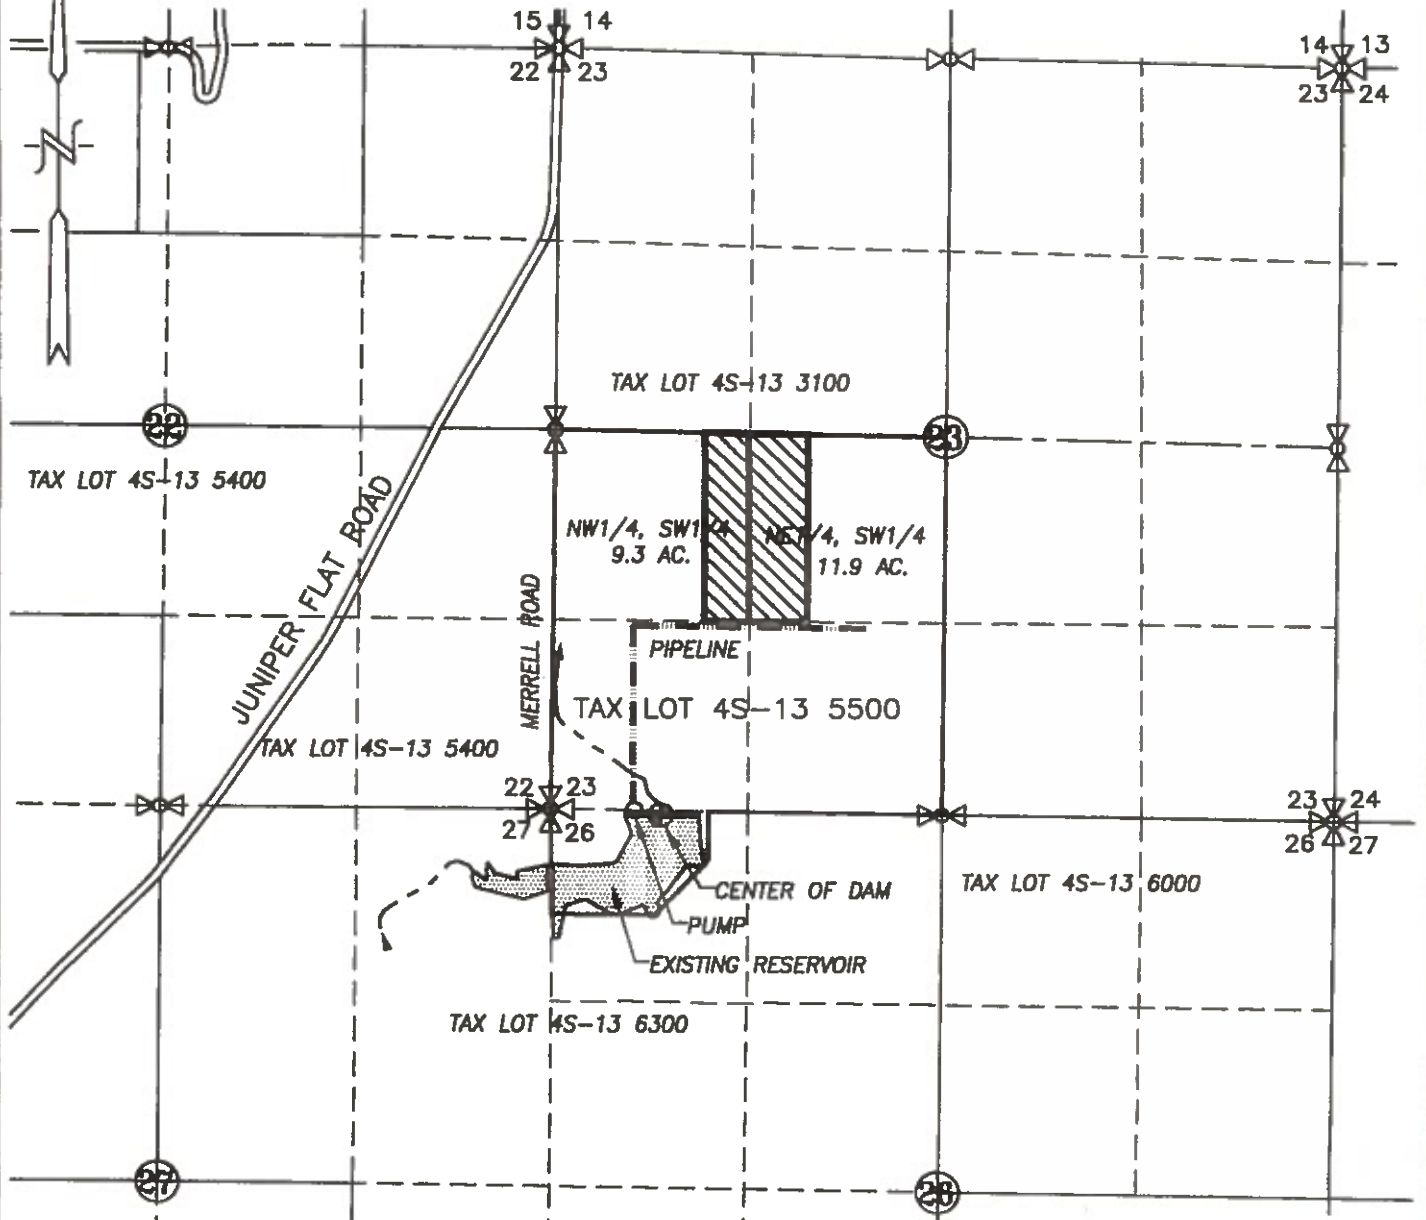 15 14
22 23
14 13
23 24
TAX LOT 4S-13 3100
22
23
TAX LOT 4S-13 5400
JUNIPER FLAT ROAD
NW1/4, SW1/4
9.3 AC.
NE1/4, SW1/4
11.9 AC.
MERRELL ROAD
PIPELINE
TAX LOT 4S-13 5500
TAX LOT 4S-13 5400
22 23
27 26
23 24
26 27
CENTER OF DAM
TAX LOT 4S-13 6000
PUMP
EXISTING RESERVOIR
TAX LOT 4S-13 6300
27
26